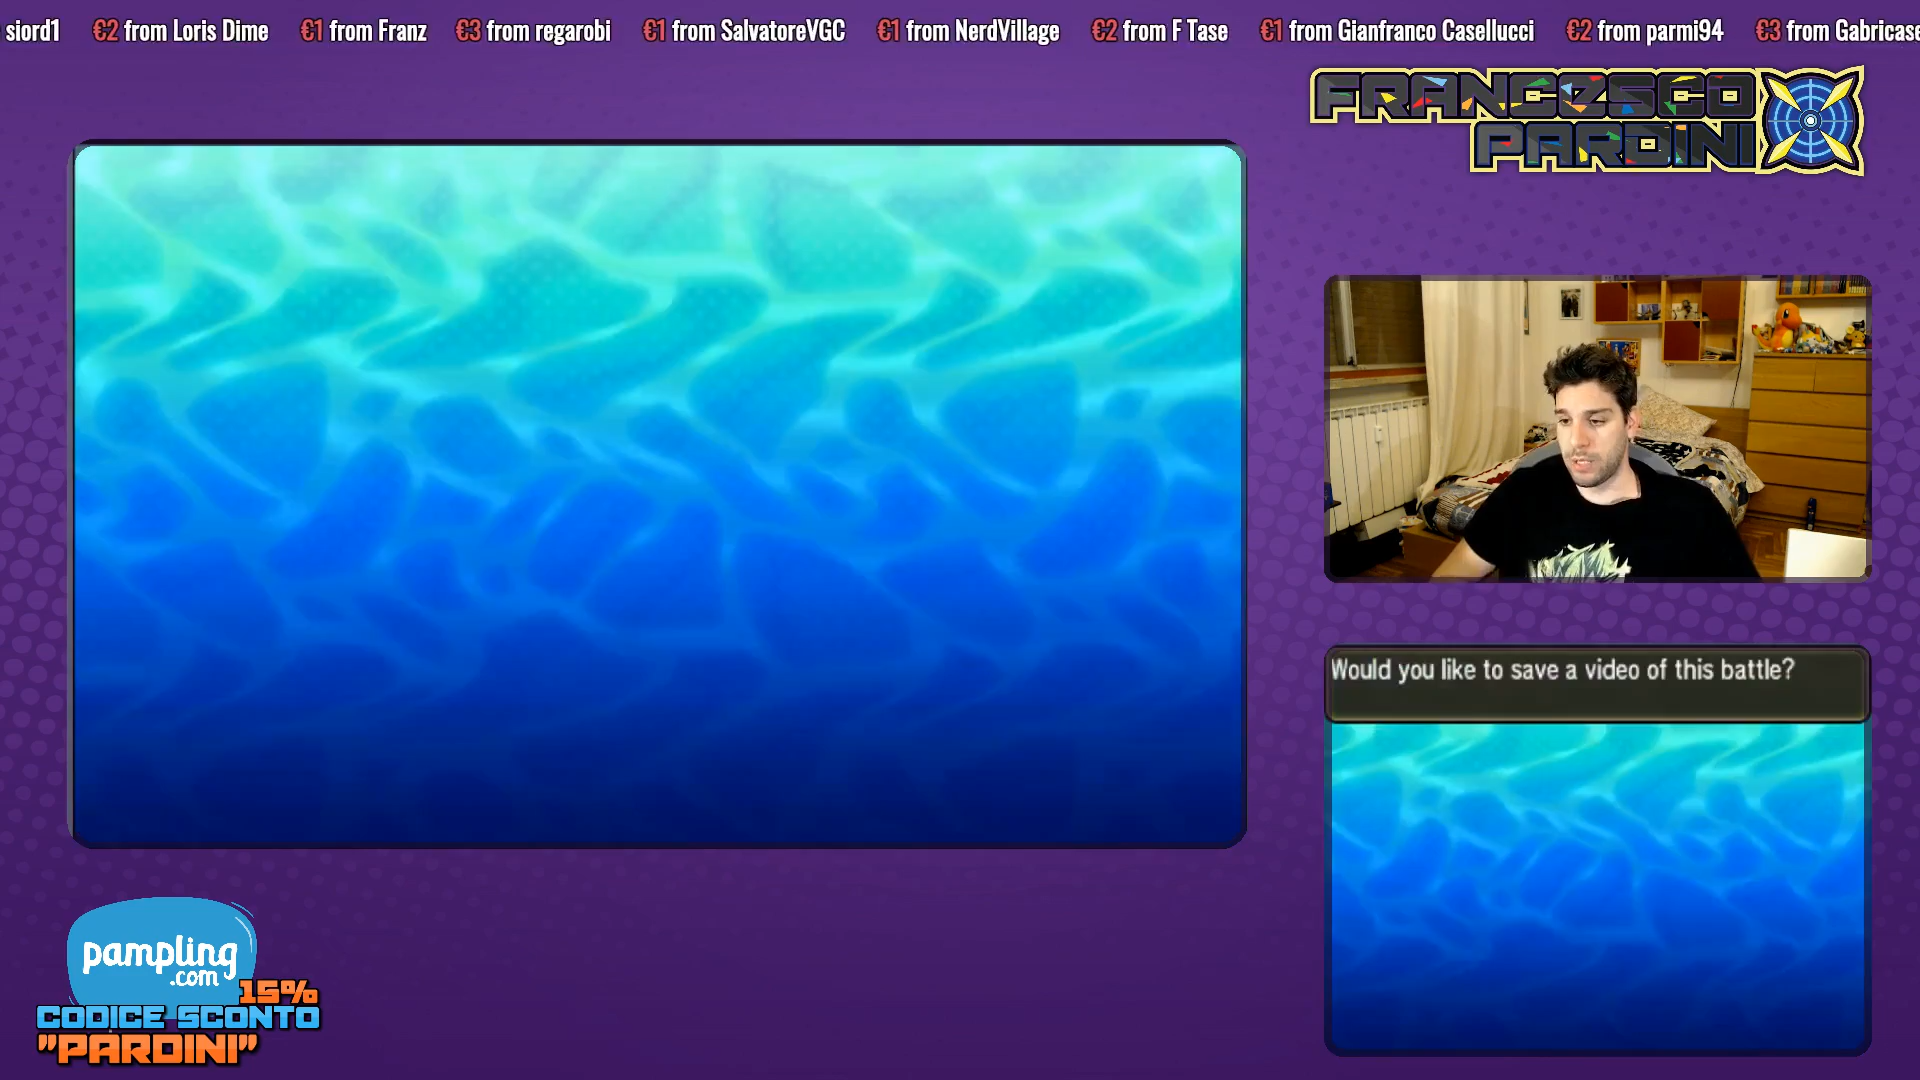 siord1 €2 from Loris Dime €1 from Franz €3 from regarobi €1 from SalvatoreVGC €1 from NerdVillage €2 from F Tase €1 from Gianfranco Casellucci €2 from parmi94 €3 from Gabricase
FRANCESCO
PARDINI
Would you like to save a video of this battle?
pampling
.com
15%
CODICE SCONTO
"PARDINI"